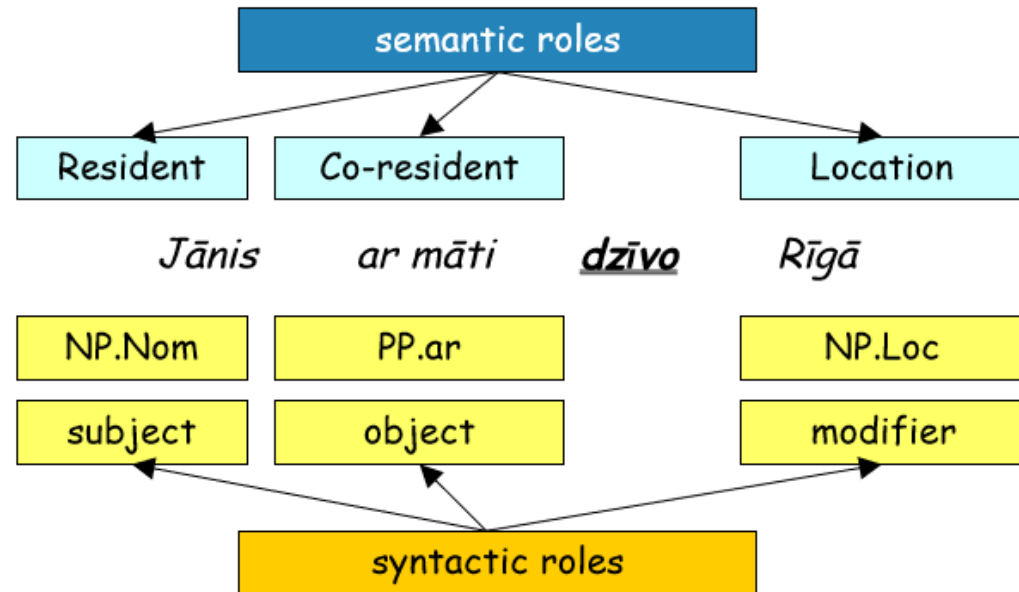 semantic roles
Resident Co-resident Location
Jānis ar māti dzīvo Rīgā
NP.Nom PP.ar NP.Loc
subject object modifier
syntactic roles